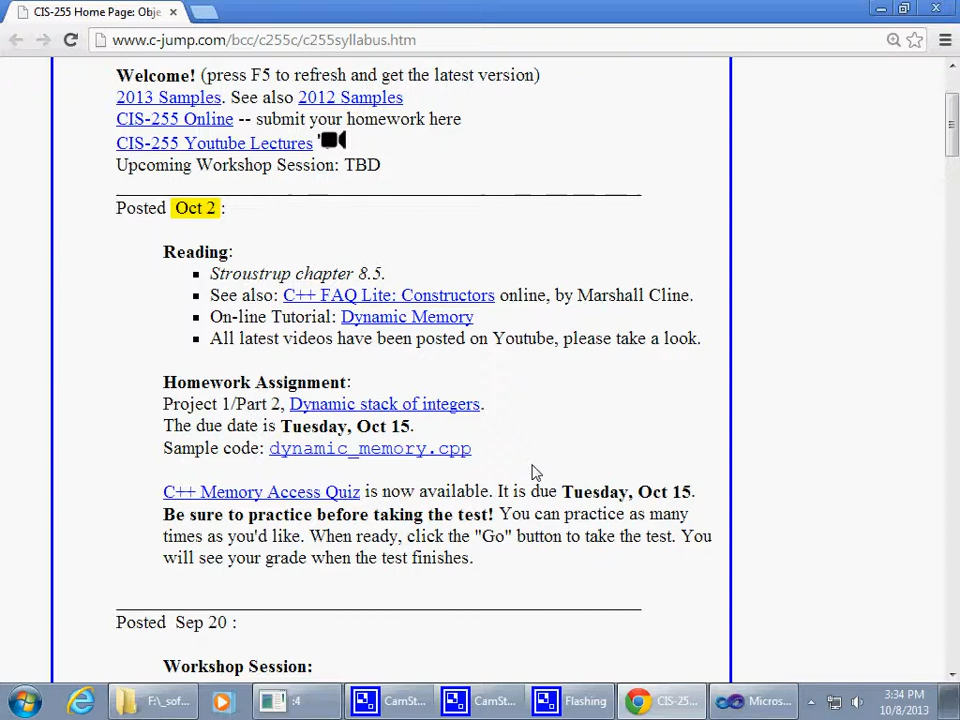 CIS-255 Home Page: Obje
www.c-jump.com/bcc/c255c/c255syllabus.htm
Welcome! (press F5 to refresh and get the latest version)
2013 Samples. See also 2012 Samples
CIS-255 Online -- submit your homework here
CIS-255 Youtube Lectures
Upcoming Workshop Session: TBD
Posted Oct 2 :
Reading:
Stroustrup chapter 8.5.
See also: C++ FAQ Lite: Constructors online, by Marshall Cline.
On-line Tutorial: Dynamic Memory
All latest videos have been posted on Youtube, please take a look.
Homework Assignment:
Project 1/Part 2, Dynamic stack of integers.
The due date is Tuesday, Oct 15.
Sample code: dynamic_memory.cpp
C++ Memory Access Quiz is now available. It is due Tuesday, Oct 15.
Be sure to practice before taking the test! You can practice as many
times as you'd like. When ready, click the "Go" button to take the test. You
will see your grade when the test finishes.
Posted Sep 20 :
Workshop Session:
F:\_sof... :4 CamSt... CamSt... Flashing CIS-25... Micros... 3:34 PM
10/8/2013